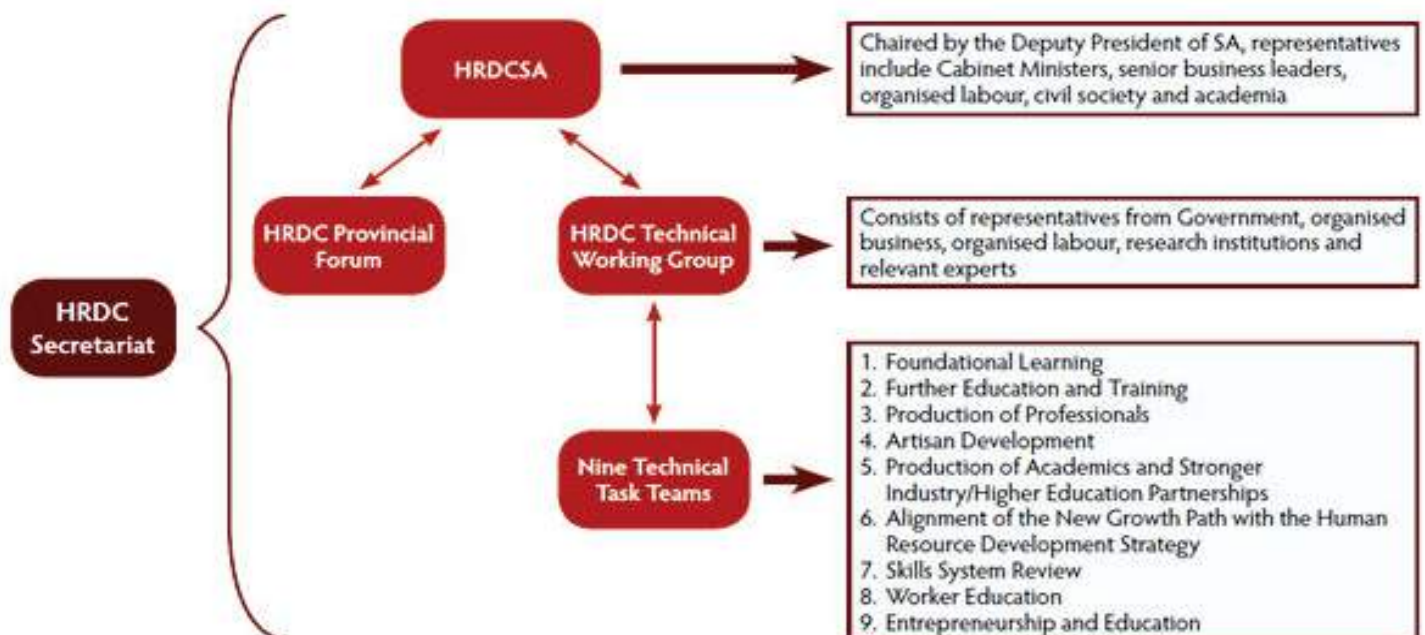 HRDCSA
Chaired by the Deputy President of SA, representatives
include Cabinet Ministers, senior business leaders,
organised labour, civil society and academia
HRDC Provincial
Forum
HRDC Technical
Working Group
Consists of representatives from Government, organised
business, organised labour, research institutions and
relevant experts
HRDC
Secretariat
Nine Technical
Task Teams
1. Foundational Learning
2. Further Education and Training
3. Production of Professionals
4. Artisan Development
5. Production of Academics and Stronger
Industry/Higher Education Partnerships
6. Alignment of the New Growth Path with the Human
Resource Development Strategy
7. Skills System Review
8. Worker Education
9. Entrepreneurship and Education